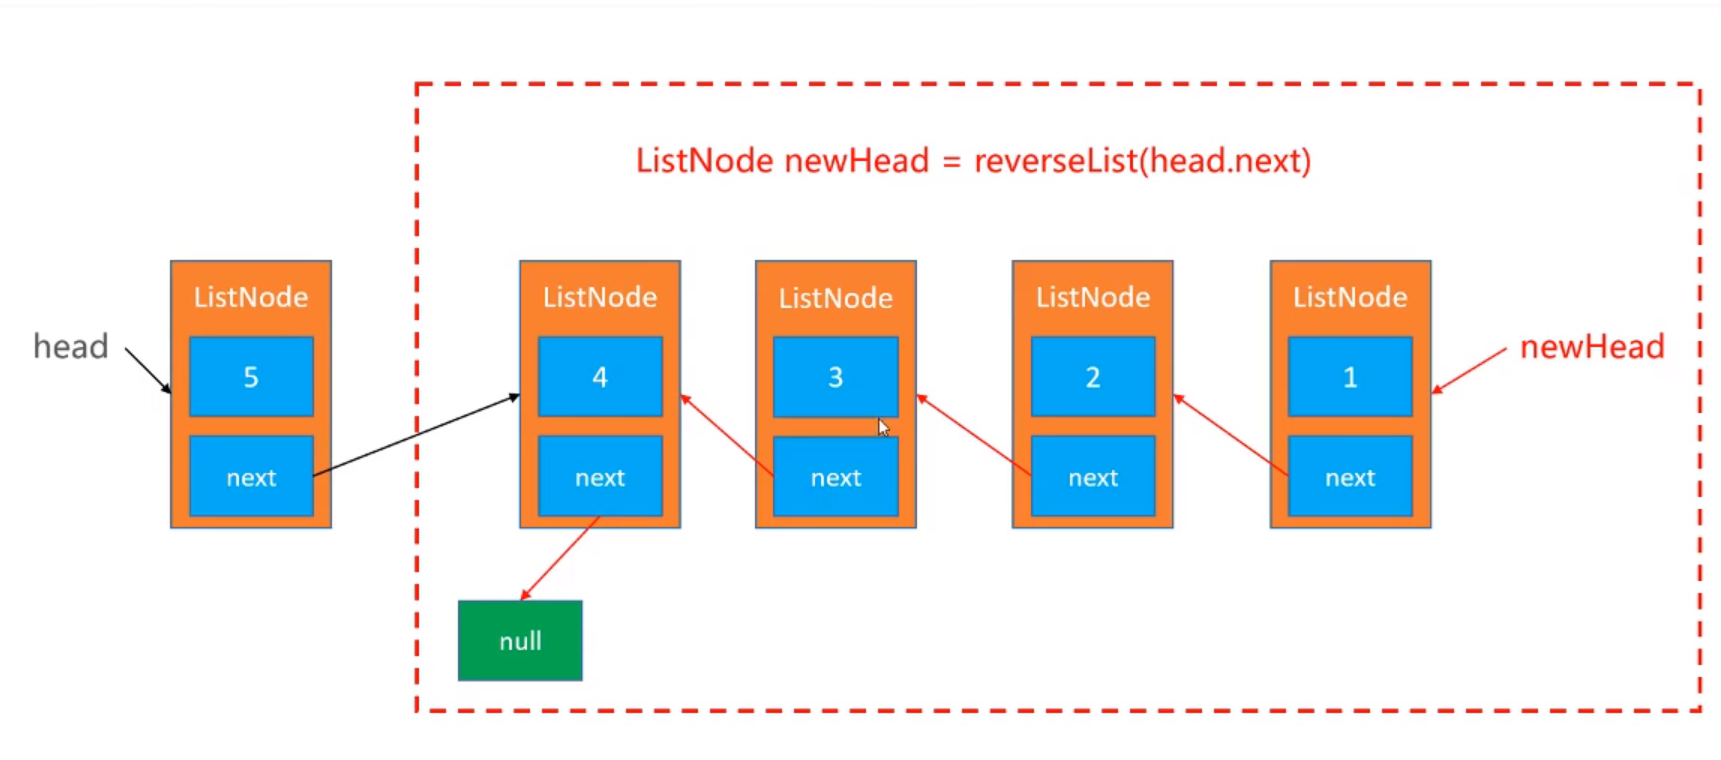 ListNode newHead = reverseList(head.next)
ListNode
ListNode
ListNode
ListNode
ListNode
head
5
4
3
2
1
newHead
next
next
next
next
next
null